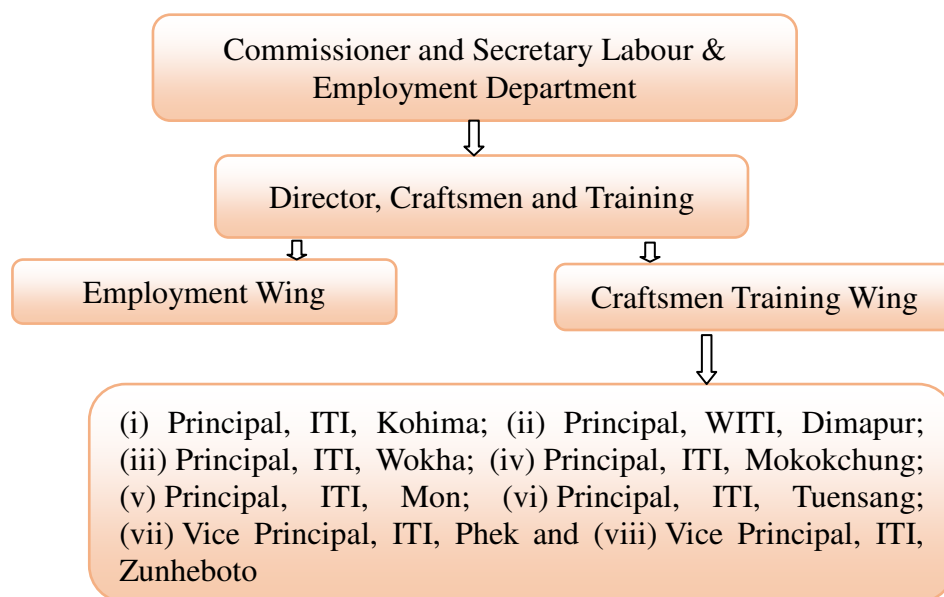 Commissioner and Secretary Labour &
Employment Department
Director, Craftsmen and Training
Employment Wing
Craftsmen Training Wing
(i) Principal, ITI, Kohima; (ii) Principal, WITI, Dimapur;
(iii) Principal, ITI, Wokha; (iv) Principal, ITI, Mokokchung;
(v) Principal, ITI, Mon; (vi) Principal, ITI, Tuensang;
(vii) Vice Principal, ITI, Phek and (viii) Vice Principal, ITI,
Zunheboto